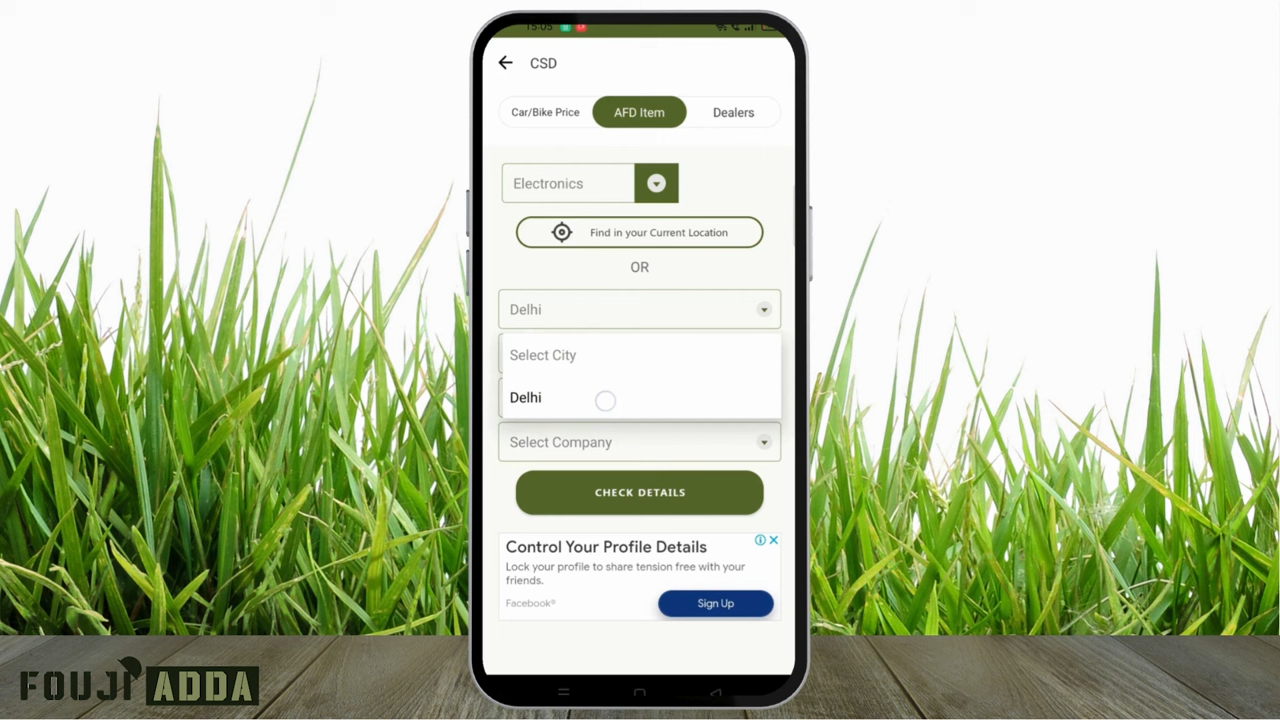 15:05
CSD
Car/Bike Price
AFD Item
Dealers
Electronics
Find in your Current Location
OR
Delhi
Select City
Delhi
Select Company
CHECK DETAILS
Control Your Profile Details
Lock your profile to share tension free with your
friends.
Facebook®
Sign Up
FOUJI ADDA